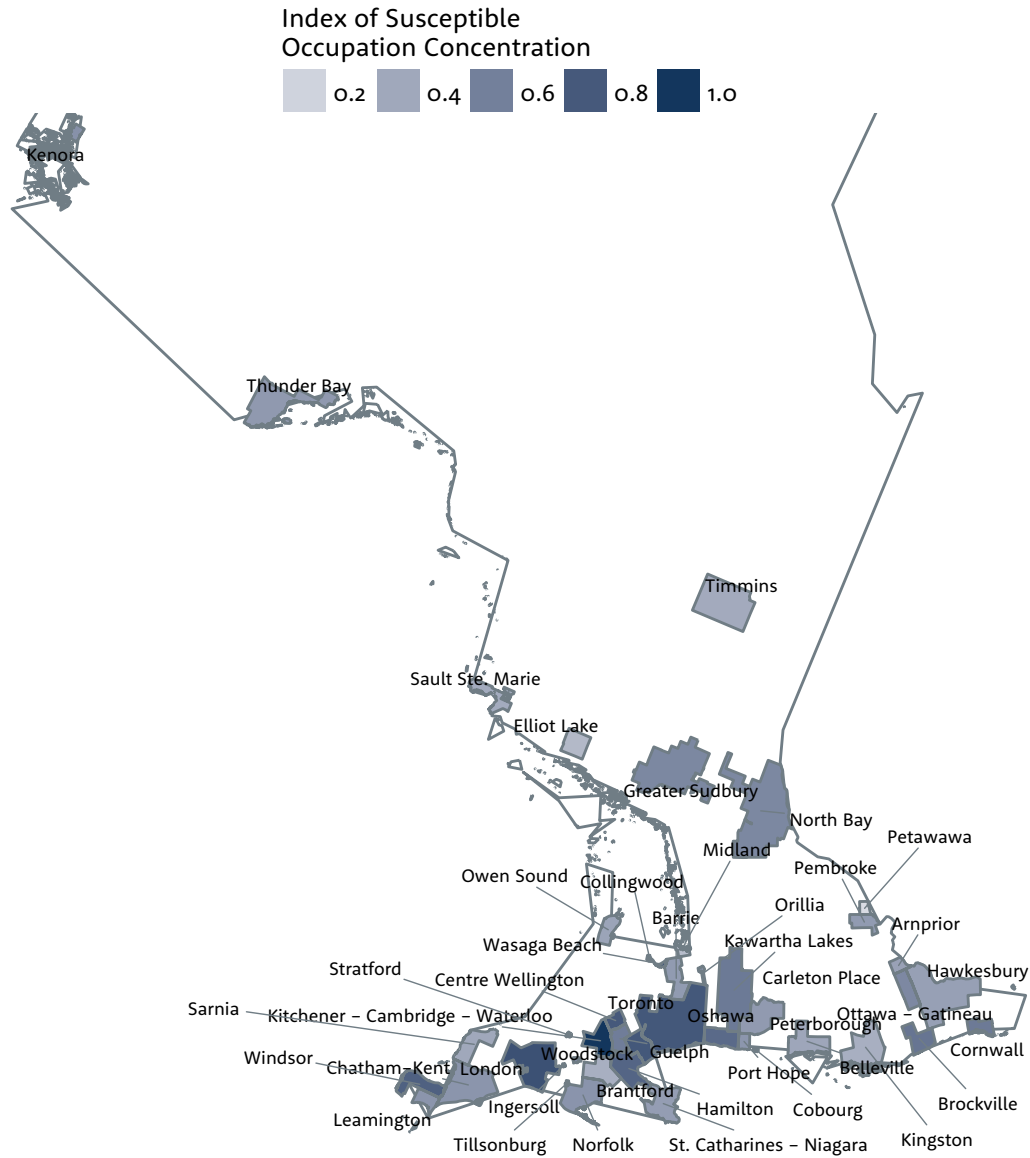 Index of Susceptible
Occupation Concentration
0.2 0.4 0.6 0.8 1.0
Kenora
Thunder Bay
Timmins
Sault Ste. Marie
Elliot Lake
Greater Sudbury
North Bay
Petawawa
Midland
Pembroke
Owen Sound
Collingwood
Orillia
Barrie
Arnprior
Wasaga Beach
Kawartha Lakes
Stratford
Centre Wellington
Carleton Place
Hawkesbury
Sarnia
Kitchener – Cambridge – Waterloo
Toronto
Oshawa
Peterborough
Ottawa – Gatineau
Windsor
Chatham–Kent
London
Woodstock
Guelph
Port Hope
Belleville
Cornwall
Leamington
Ingersoll
Brantford
Hamilton
Cobourg
Brockville
Tillsonburg
Norfolk
St. Catharines – Niagara
Kingston